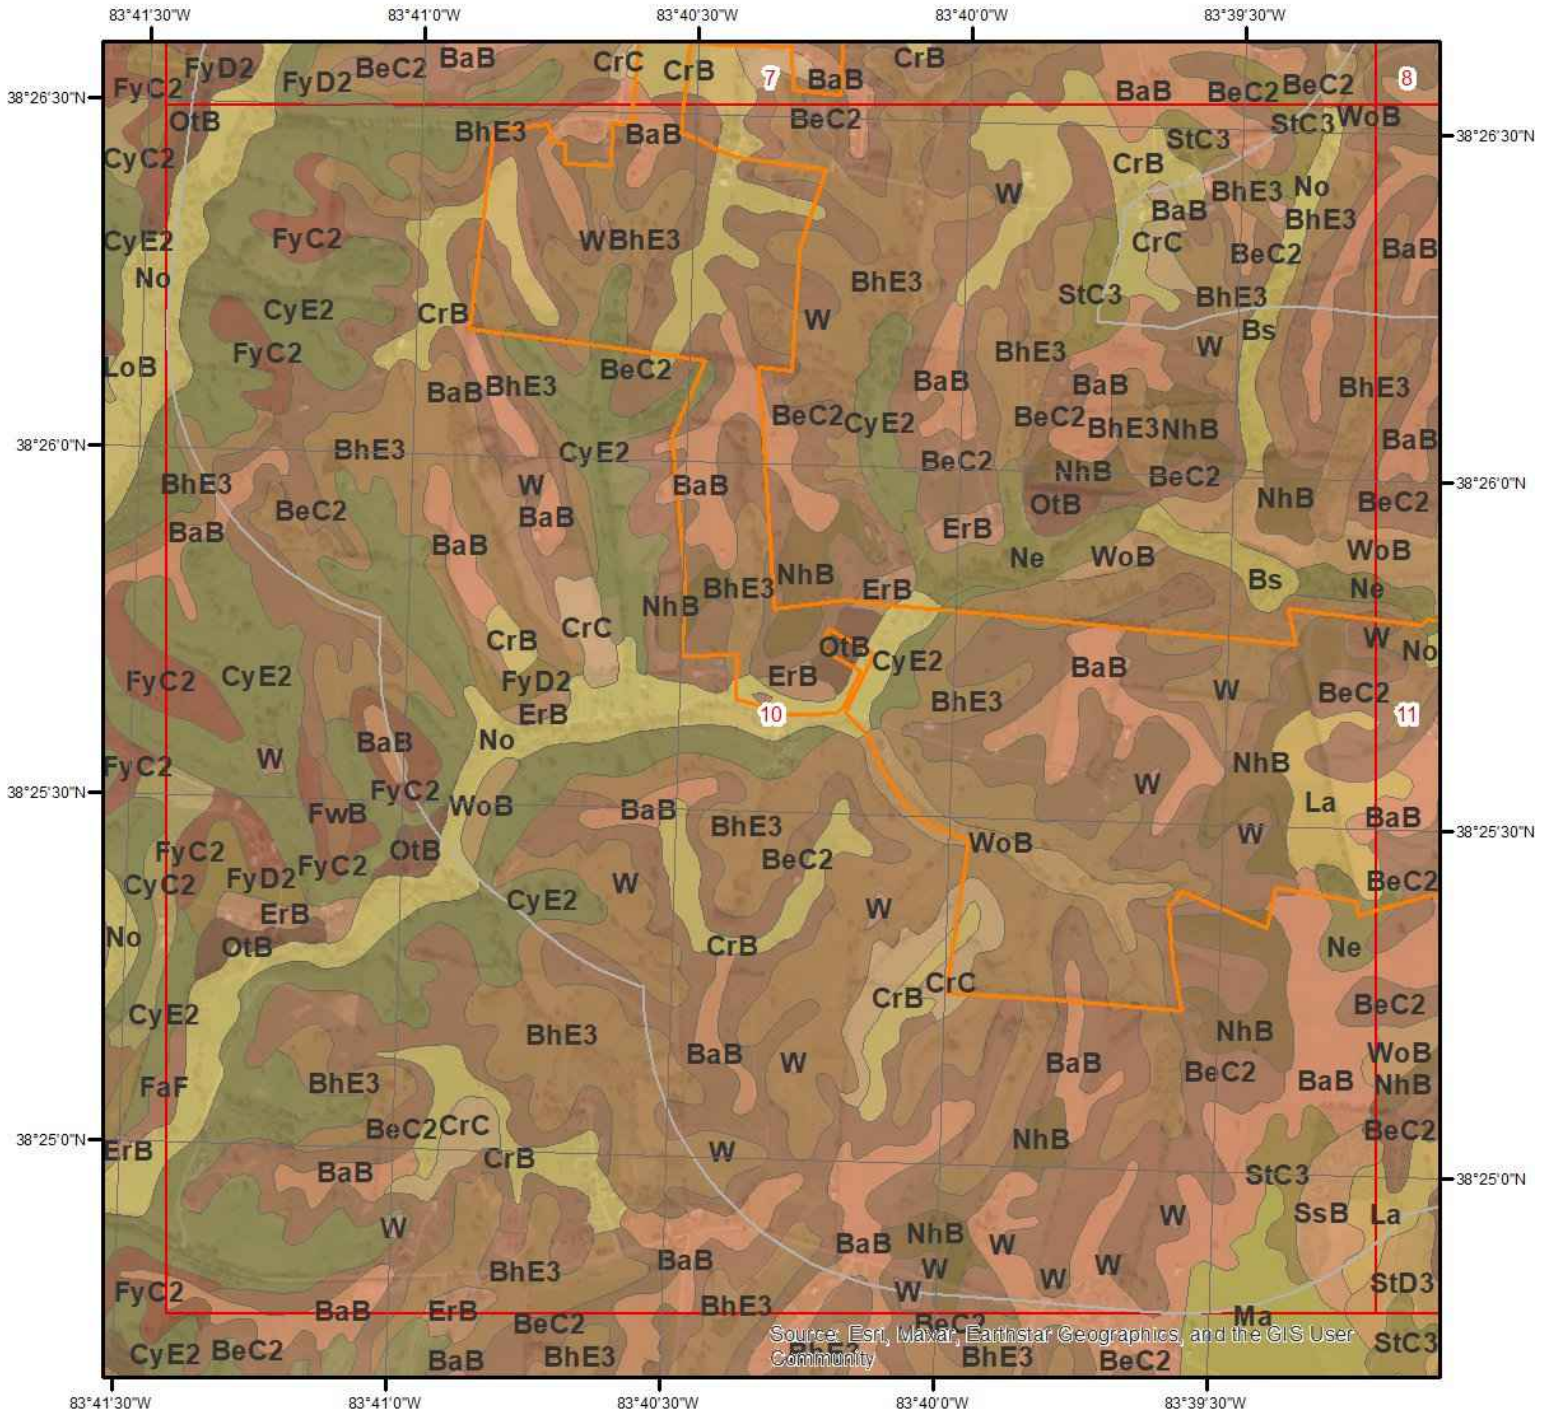 83°41'30"W 83°41'0"W 83°40'30"W 83°40'0"W 83°39'30"W
BaB CrC CrB
FyD2 BeC2 CrB 7 BaB 8
38°26'30"N FyC2 FyD2 BaB BeC2 BeC2
OtB BhE3 BaB BeC2 StC3 WoB
StC3 38°26'30"N
CyC2 CrB
W BhE3 No
BaB BhE3
CyE2 FyC2 WBhE3 CrC BeC2 BaB
No BhE3 StC3 BhE3
CyE2 CrB W Bs
FyC2 BhE3 W
LoB BeC2 BaB BaB BhE3
BaB BhE3
BeC2 CyE2 BeC2 BhE3 NhB BaB
38°26'0"N BhE3 CyE2 BeC2
BhE3 W BaB NhB BeC2 38°26'0"N
BeC2 BaB OtB NhB BeC2
BaB BaB ErB
Ne WoB WoB
BhE3 NhB ErB Bs Ne
NhB
CrB CrC OtB W No
FyC2 CyE2 FyD2 ErB CyE2 BaB W BeC2
ErB 10 BhE3 11
No BaB
W NhB
FyC2 W
38°25'30"N FyC2 WoB BaB La BaB
FwB BhE3 W 38°25'30"N
FyC2 OtB BeC2 WoB
CyC2 FyD2 FyC2 W BeC2
ErB CyE2 W
No OtB CrB Ne
CrB CrC
CyE2 BhE3 BeC2
NhB
BaB W BaB WoB
FaF BhE3 BeC2 BaB NhB
38°25'0"N BeC2 CrC NhB BeC2
ErB CrB W
BaB StC3 38°25'0"N
W W SsB La
NhB W
BaB BaB
BhE3 W W W
FyC2 W StD3
BaB ErB BhE3 Ma
BeC2 BeC2
Source: Esri, Maxar, Earthstar Geographics, and the GIS User
Community
CyE2 BeC2 BaB BhE3 BhE3 BhE3 BeC2 StC3
83°41'30"W 83°41'0"W 83°40'30"W 83°40'0"W 83°39'30"W